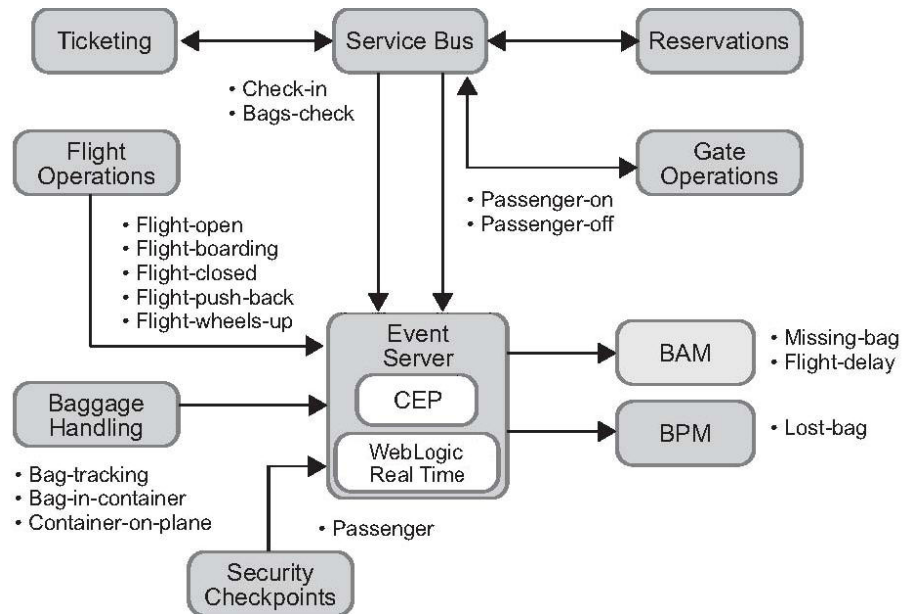 Ticketing
Service Bus
Reservations
• Check-in
• Bags-check
Flight
Operations
Gate
Operations
• Passenger-on
• Passenger-off
• Flight-open
• Flight-boarding
• Flight-closed
• Flight-push-back
• Flight-wheels-up
Event
Server
CEP
WebLogic
Real Time
BAM
• Missing-bag
• Flight-delay
Baggage
Handling
BPM
• Lost-bag
• Bag-tracking
• Bag-in-container
• Container-on-plane
• Passenger
Security
Checkpoints